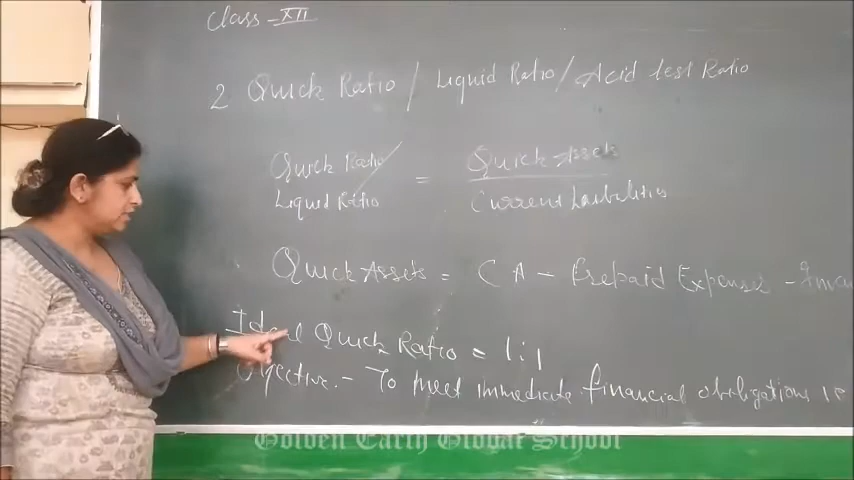 Class - XII
2 Quick Ratio / Liquid Ratio / Acid test Ratio
Quick Ratio / Liquid Ratio = Quick Assets / Current Liabilities
Quick Assets = CA - Prepaid Expenses -
Ideal Quick Ratio = 1:1
Objective :- To meet immediate financial obligations ie
Golden Earth Global School